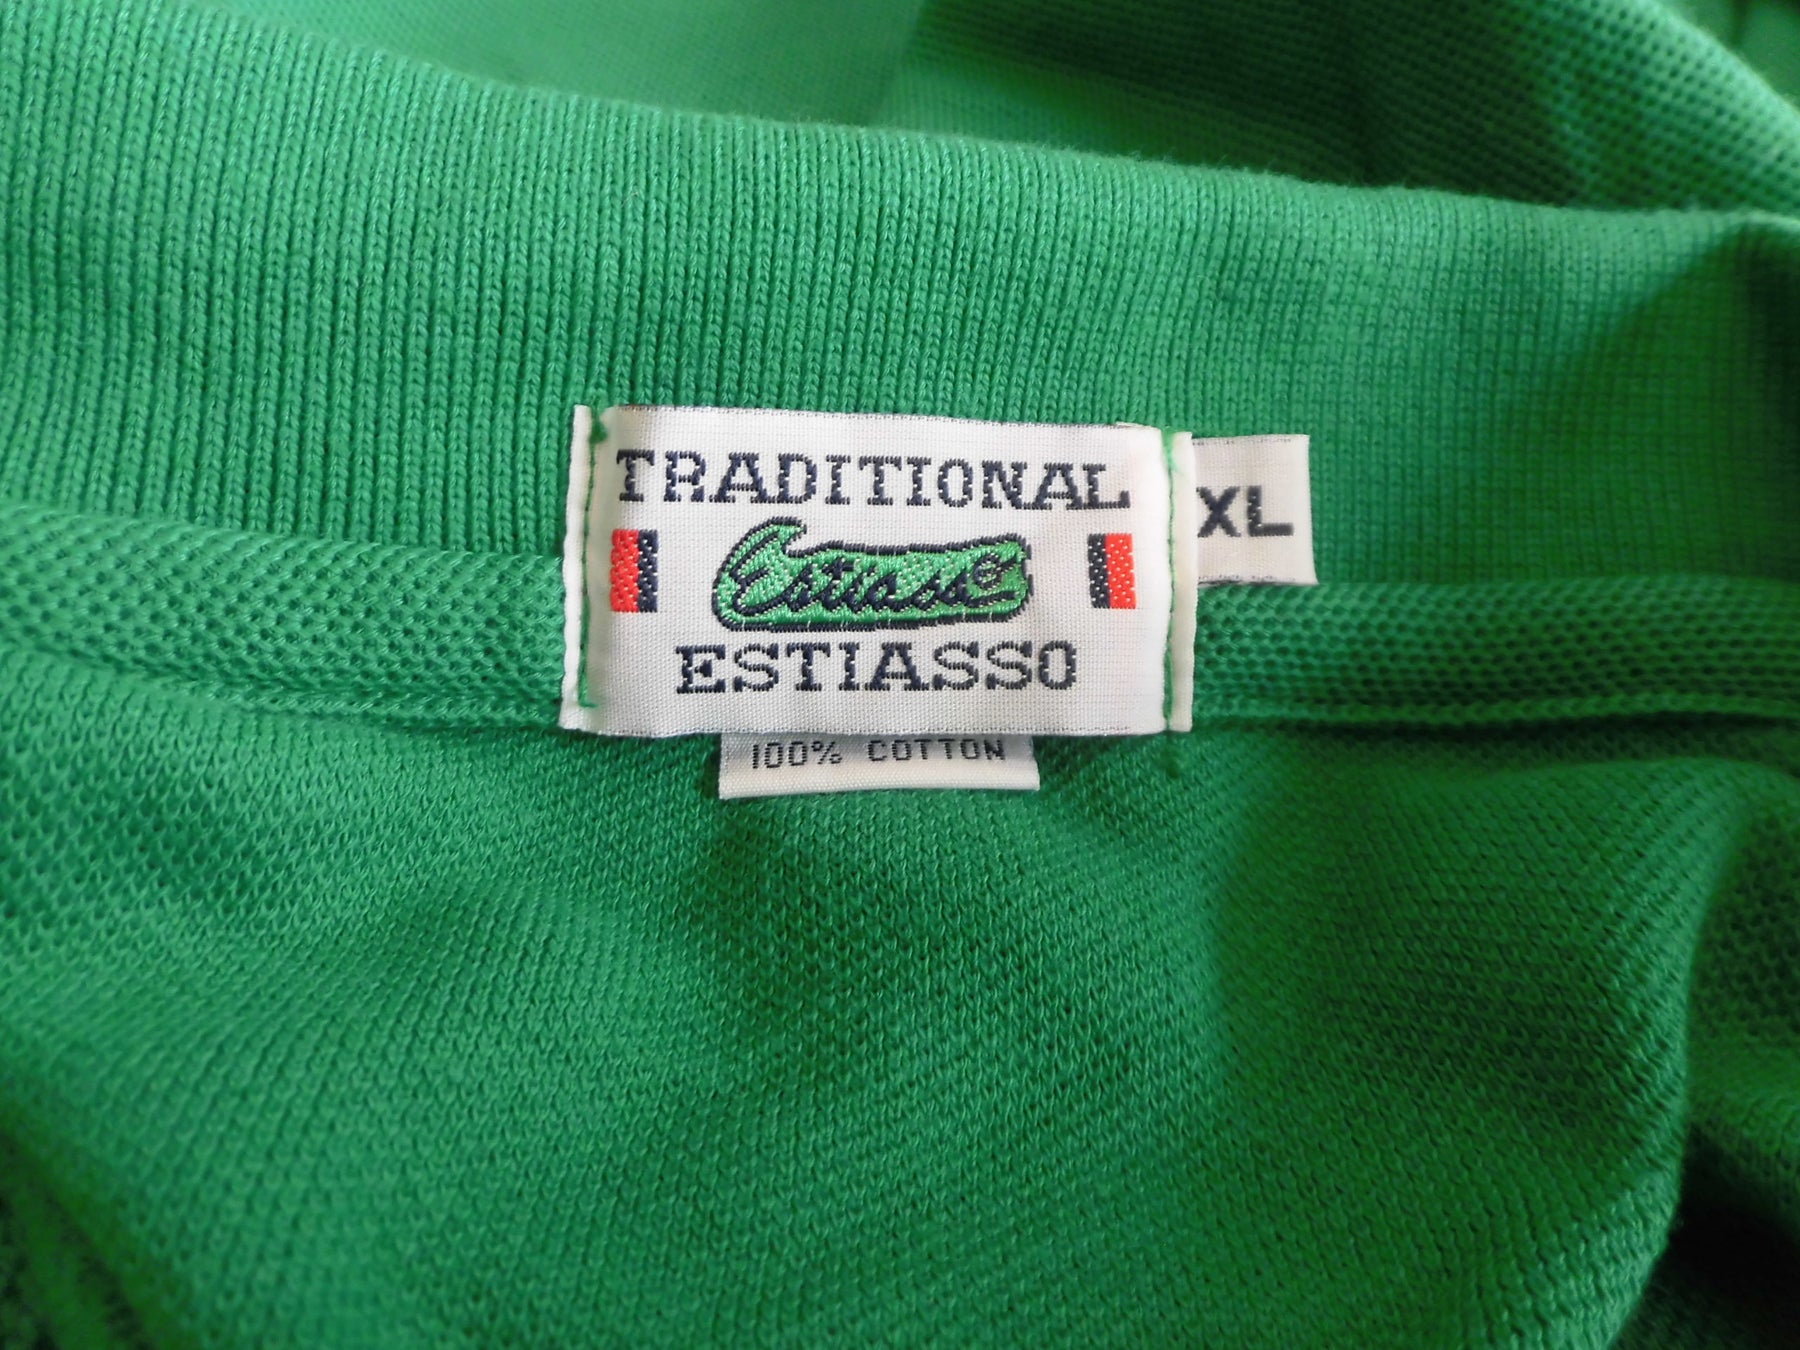 TRADITIONAL
XL
Estiasso
ESTIASSO
100% COTTON